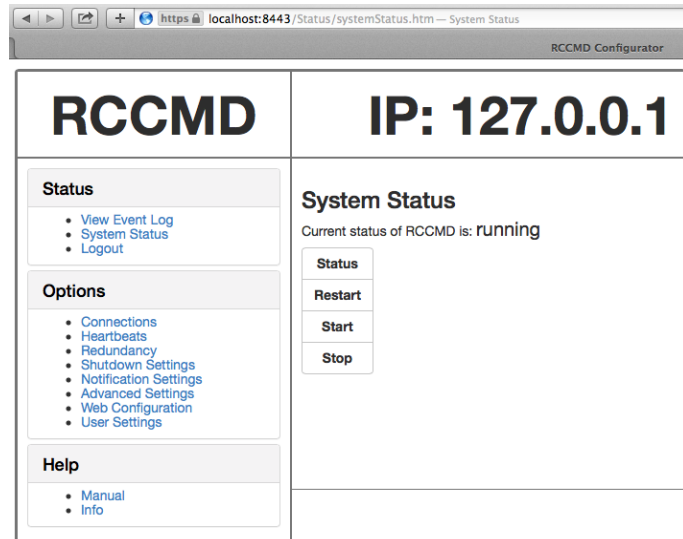 https localhost:8443/Status/systemStatus.htm — System Status
RCCMD Configurator
RCCMD
IP: 127.0.0.1
Status
View Event Log
System Status
Logout
Options
Connections
Heartbeats
Redundancy
Shutdown Settings
Notification Settings
Advanced Settings
Web Configuration
User Settings
Help
Manual
Info
System Status
Current status of RCCMD is: running
Status
Restart
Start
Stop